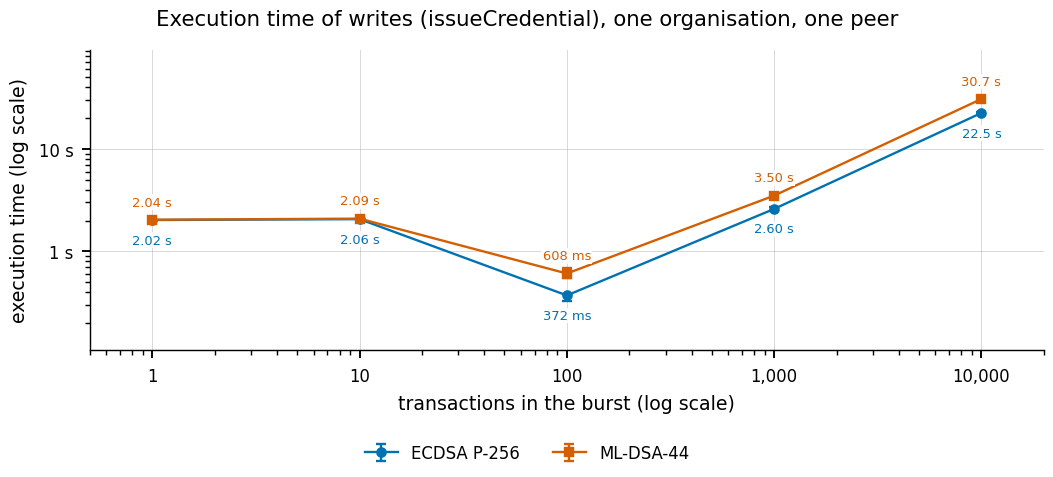 Execution time of writes (issueCredential), one organisation, one peer
execution time (log scale)
10 s
1 s
2.04 s
2.02 s
2.09 s
2.06 s
608 ms
372 ms
3.50 s
2.60 s
30.7 s
22.5 s
1
10
100
1,000
10,000
transactions in the burst (log scale)
ECDSA P-256
ML-DSA-44